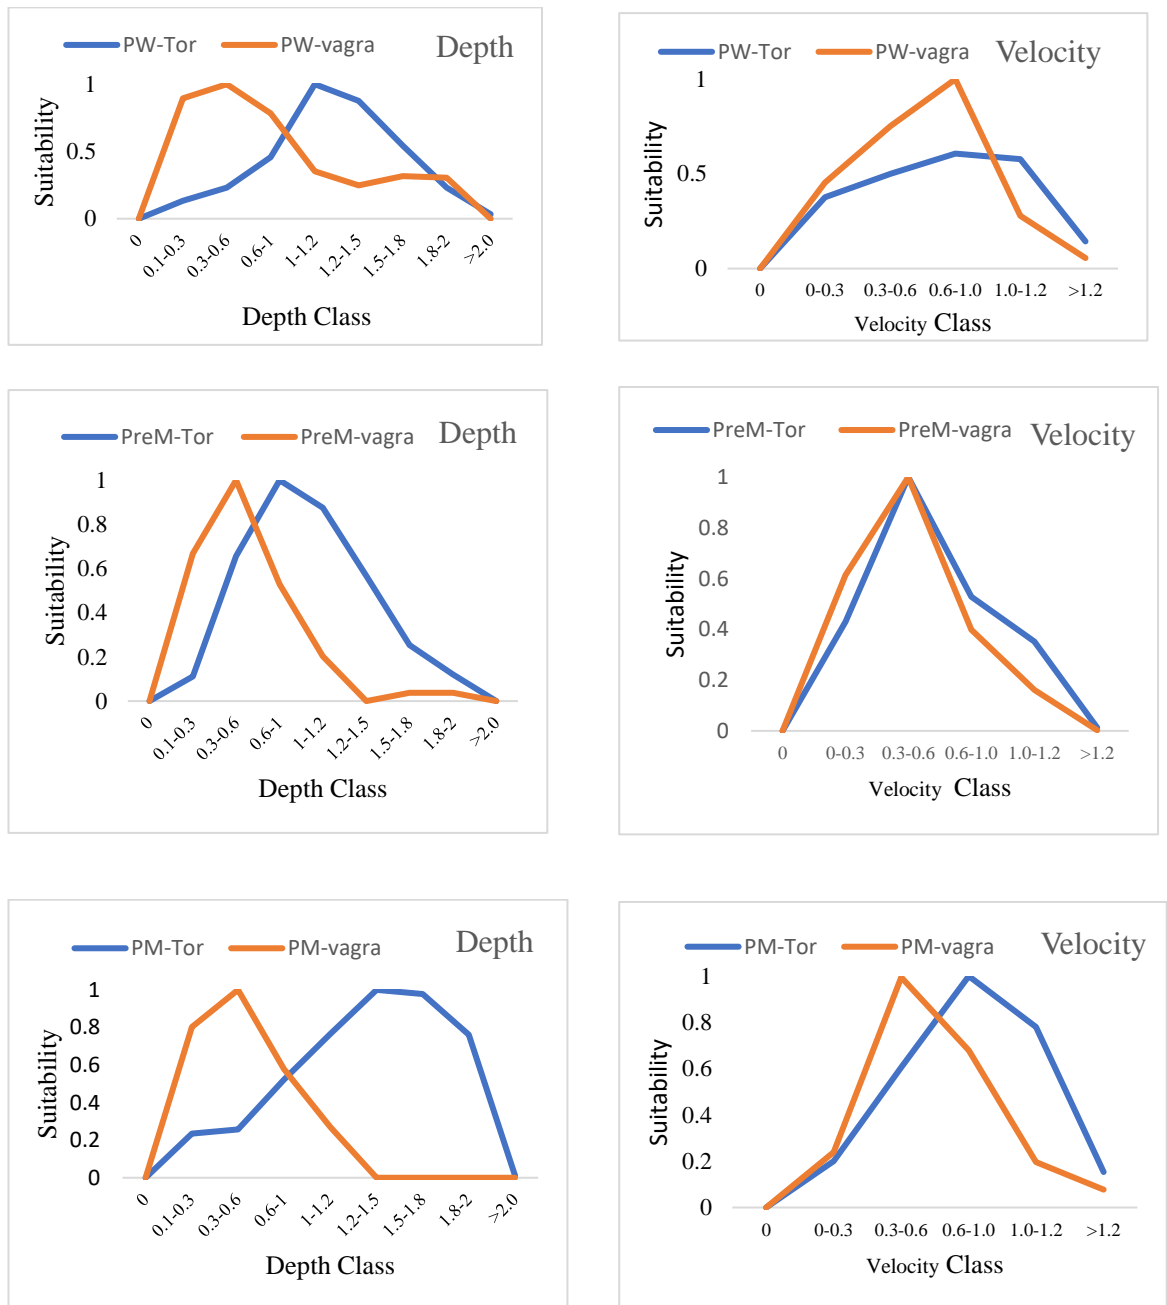 PW-Tor PW-vagra Depth
1
0.5
0
Suitability
0 0.1-0.3 0.3-0.6 0.6-1 1-1.2 1.2-1.5 1.5-1.8 1.8-2 >2.0
Depth Class
PW-Tor PW-vagra Velocity
1
0.5
0
Suitability
0 0-0.3 0.3-0.6 0.6-1.0 1.0-1.2 >1.2
Velocity Class
PreM-Tor PreM-vagra Depth
1
0.8
0.6
0.4
0.2
0
Suitability
0 0.1-0.3 0.3-0.6 0.6-1 1-1.2 1.2-1.5 1.5-1.8 1.8-2 >2.0
Depth Class
PreM-Tor PreM-vagra Velocity
1
0.8
0.6
0.4
0.2
0
Suitability
0 0-0.3 0.3-0.6 0.6-1.0 1.0-1.2 >1.2
Velocity Class
PM-Tor PM-vagra Depth
1
0.8
0.6
0.4
0.2
0
Suitability
0 0.1-0.3 0.3-0.6 0.6-1 1-1.2 1.2-1.5 1.5-1.8 1.8-2 >2.0
Depth Class
PM-Tor PM-vagra Velocity
1
0.8
0.6
0.4
0.2
0
Suitability
0 0-0.3 0.3-0.6 0.6-1.0 1.0-1.2 >1.2
Velocity Class